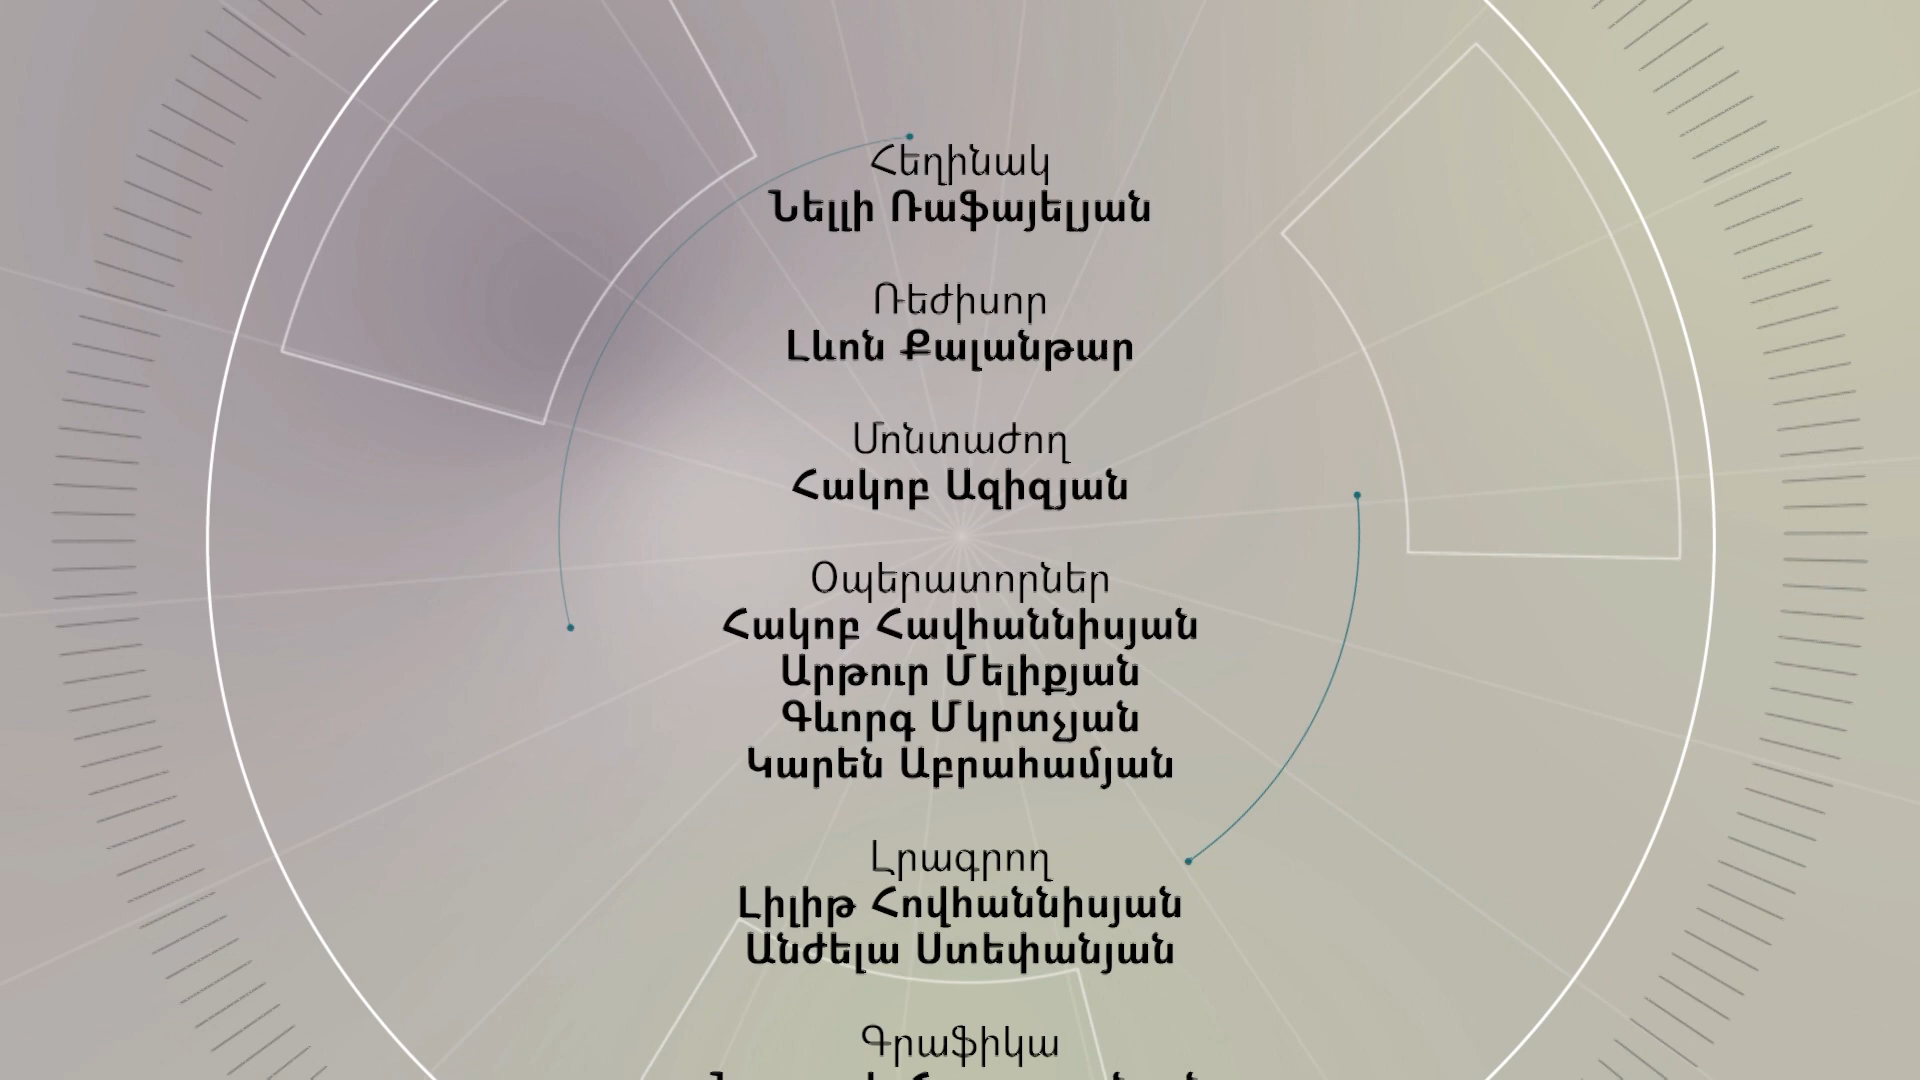 Հեղինակ
Նելլի Ռաֆայելյան
Ռեժիսոր
Լևոն Քալանթար
Մոնտաժող
Հակոբ Ազիզյան
Օպերատորներ
Հակոբ Հավհաննիսյան
Արթուր Մելիքյան
Գևորգ Մկրտչյան
Կարեն Աբրահամյան
Լրագրող
Լիլիթ Հովհաննիսյան
Անժելա Ստեփանյան
Գրաֆիկա